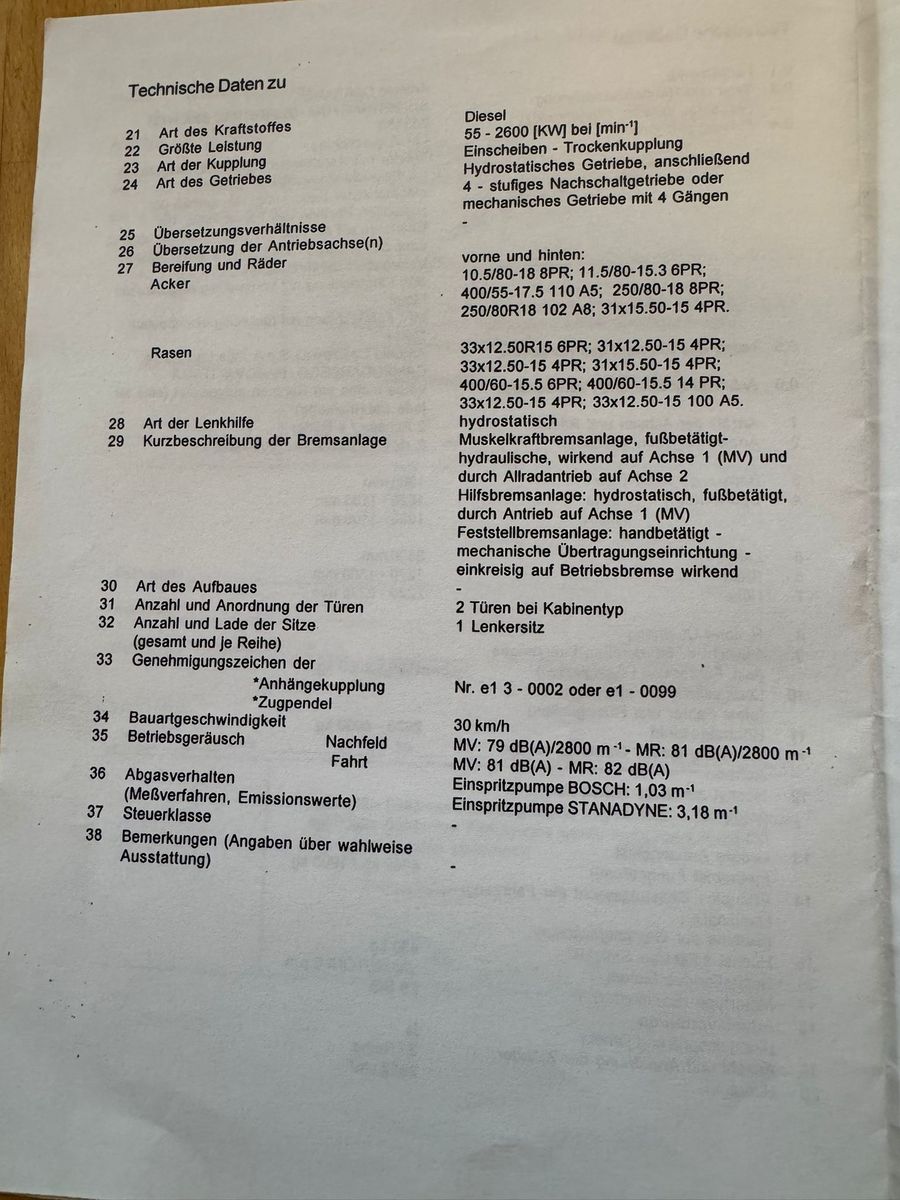 Technische Daten zu
21 Art des Kraftstoffes Diesel
22 Größte Leistung 55 - 2600 [KW] bei [min-1]
23 Art der Kupplung Einscheiben - Trockenkupplung
24 Art des Getriebes Hydrostatisches Getriebe, anschließend
4 - stufiges Nachschaltgetriebe oder
mechanisches Getriebe mit 4 Gängen
25 Übersetzungsverhältnisse -
26 Übersetzung der Antriebsachse(n)
27 Bereifung und Räder vorne und hinten:
Acker 10.5/80-18 8PR; 11.5/80-15.3 6PR;
400/55-17.5 110 A5; 250/80-18 8PR;
250/80R18 102 A8; 31x15.50-15 4PR.
Rasen 33x12.50R15 6PR; 31x12.50-15 4PR;
33x12.50-15 4PR; 31x15.50-15 4PR;
400/60-15.5 6PR; 400/60-15.5 14 PR;
33x12.50-15 4PR; 33x12.50-15 100 A5.
28 Art der Lenkhilfe hydrostatisch
29 Kurzbeschreibung der Bremsanlage Muskelkraftbremsanlage, fußbetätigt-
hydraulische, wirkend auf Achse 1 (MV) und
durch Allradantrieb auf Achse 2
Hilfsbremsanlage: hydrostatisch, fußbetätigt,
durch Antrieb auf Achse 1 (MV)
Feststellbremsanlage: handbetätigt -
mechanische Übertragungseinrichtung -
einkreisig auf Betriebsbremse wirkend
30 Art des Aufbaues -
31 Anzahl und Anordnung der Türen 2 Türen bei Kabinentyp
32 Anzahl und Lade der Sitze 1 Lenkersitz
(gesamt und je Reihe)
33 Genehmigungszeichen der
*Anhängekupplung Nr. e1 3 - 0002 oder e1 - 0099
*Zugpendel
34 Bauartgeschwindigkeit 30 km/h
35 Betriebsgeräusch Nachfeld MV: 79 dB(A)/2800 m-1 - MR: 81 dB(A)/2800 m-1
Fahrt MV: 81 dB(A) - MR: 82 dB(A)
36 Abgasverhalten Einspritzpumpe BOSCH: 1,03 m-1
(Meßverfahren, Emissionswerte) Einspritzpumpe STANADYNE: 3,18 m-1
37 Steuerklasse -
38 Bemerkungen (Angaben über wahlweise
Ausstattung) -